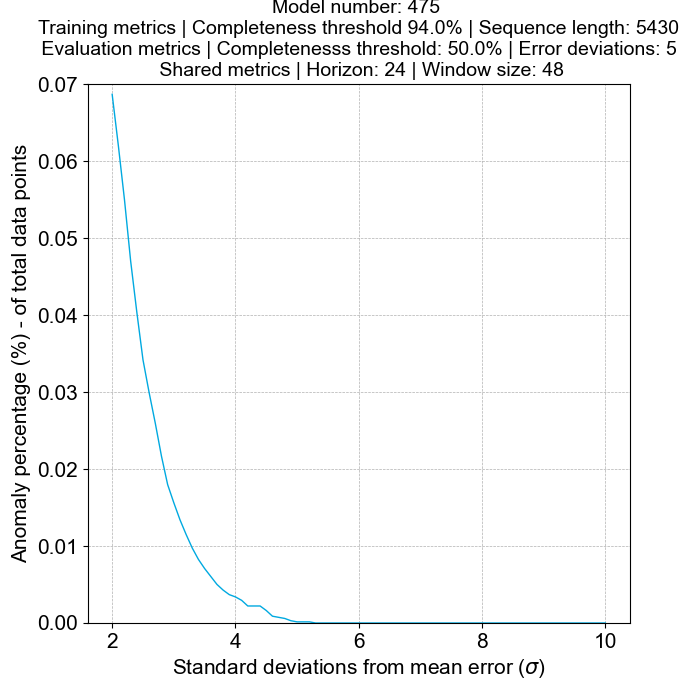 Model number: 475
Training metrics | Completeness threshold 94.0% | Sequence length: 5430
Evaluation metrics | Completenesss threshold: 50.0% | Error deviations: 5
Shared metrics | Horizon: 24 | Window size: 48
0.07
0.06
0.05
0.04
0.03
0.02
0.01
0.00
Anomaly percentage (%) - of total data points
2 4 6 8 10
Standard deviations from mean error (σ)